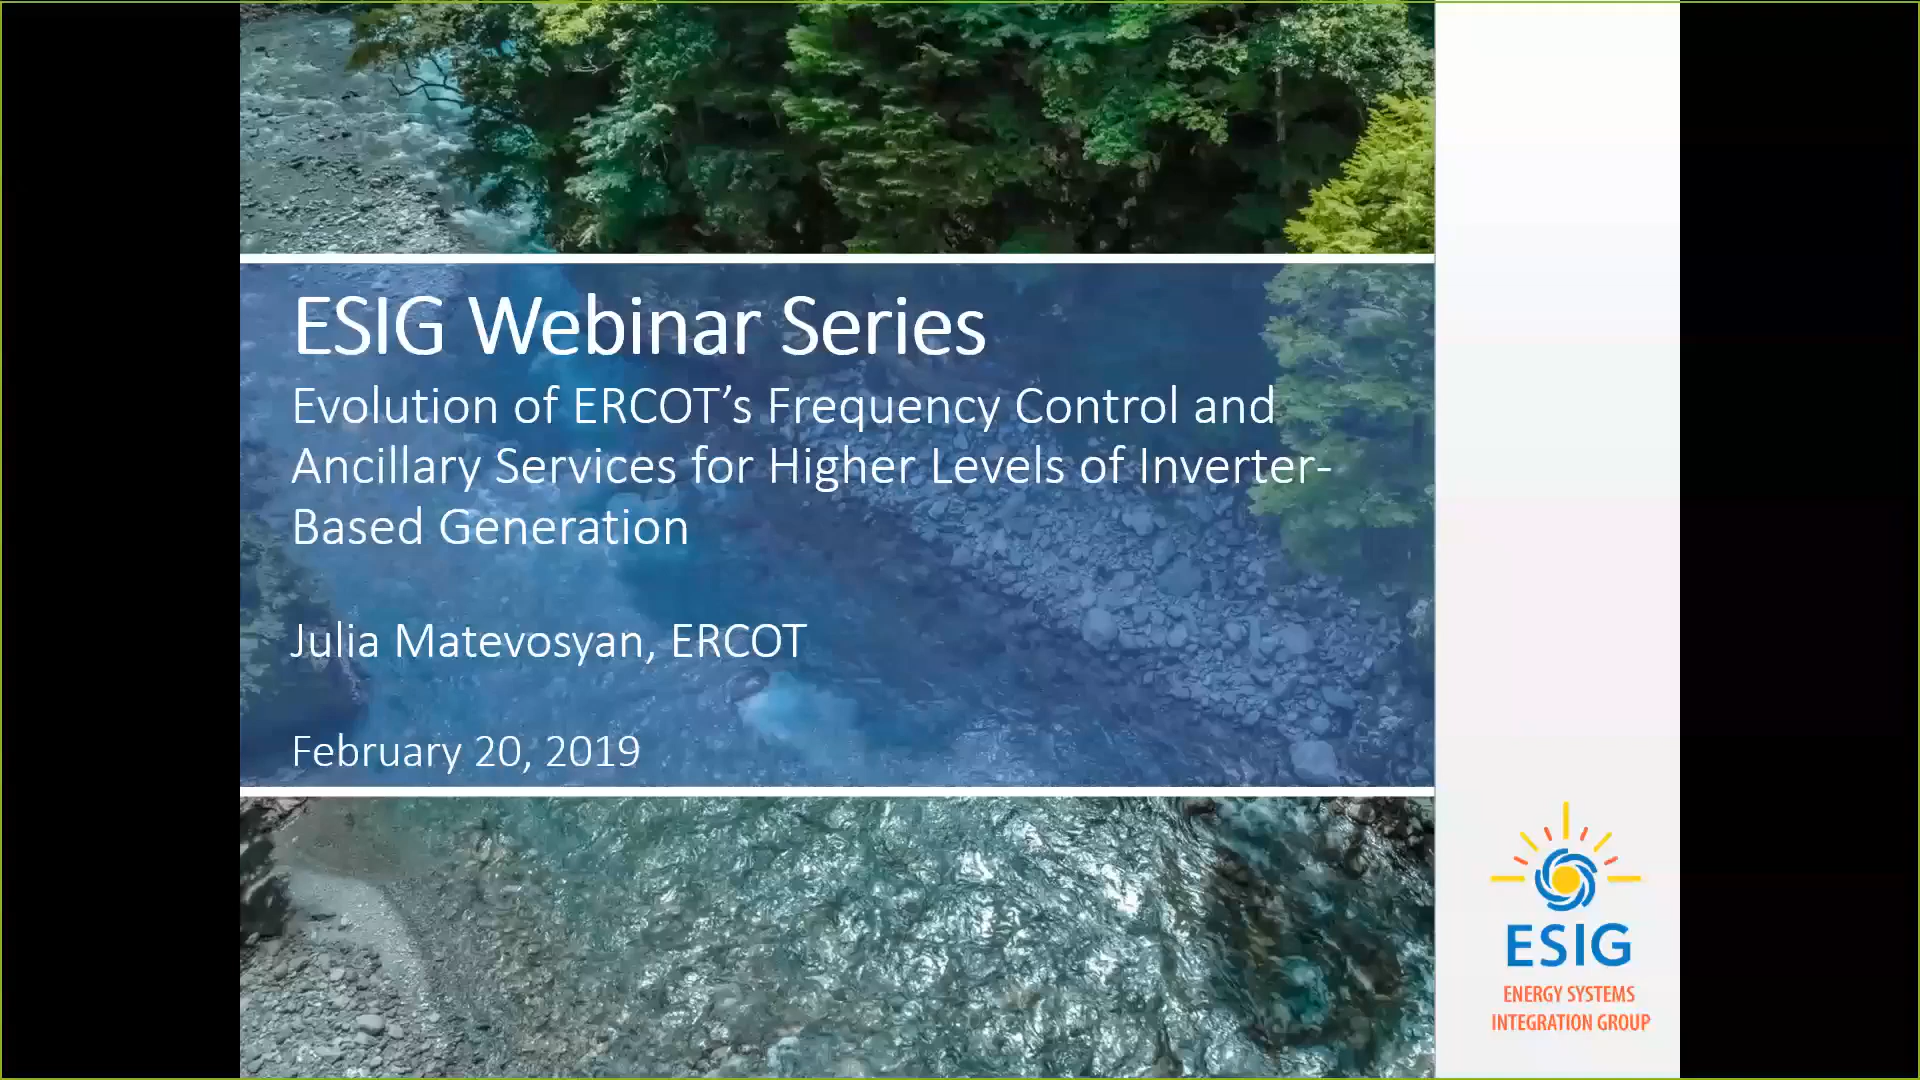 ESIG Webinar Series
Evolution of ERCOT’s Frequency Control and
Ancillary Services for Higher Levels of Inverter-
Based Generation
Julia Matevosyan, ERCOT
February 20, 2019
ESIG
ENERGY SYSTEMS
INTEGRATION GROUP